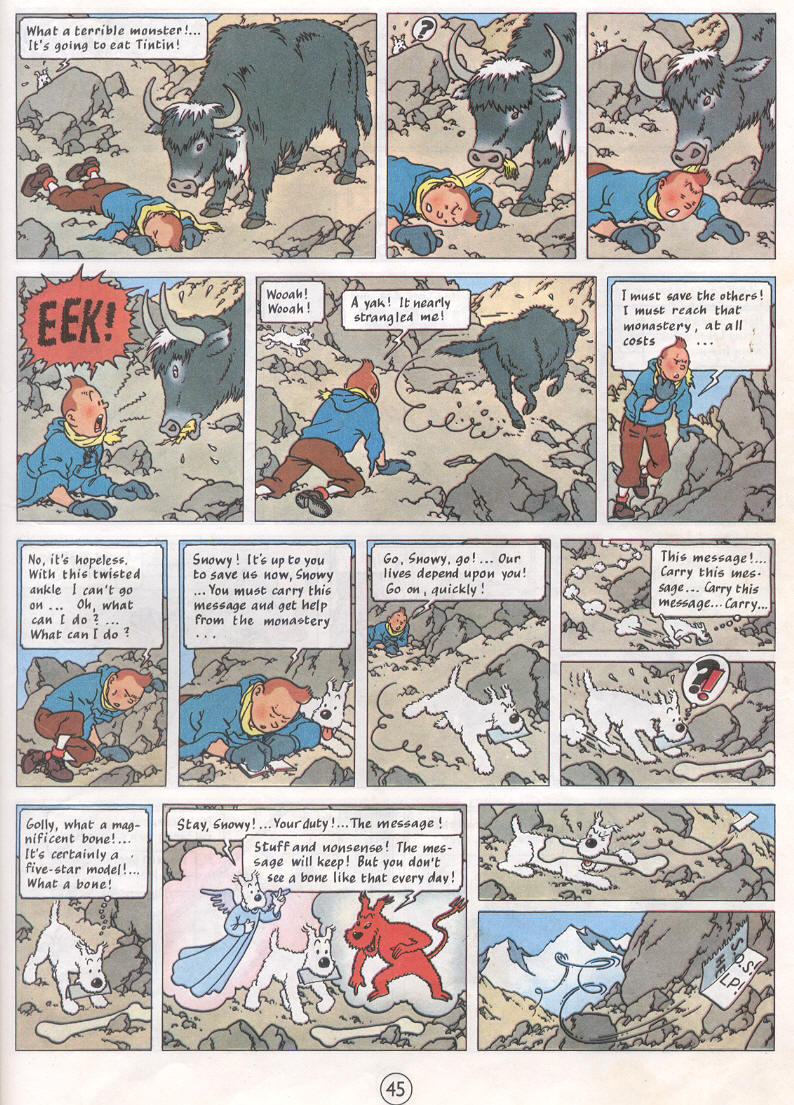 What a terrible monster!...
It's going to eat Tintin!
?
!
EEK!
Wooah!
Wooah!
A yak! It nearly
strangled me!
I must save the others!
I must reach that
monastery, at all
costs ...
No, it's hopeless.
With this twisted
ankle I can't go
on ... Oh, what
can I do? ...
What can I do?
Snowy! It's up to you
to save us now, Snowy
...You must carry this
message and get help
from the monastery
...
Go, Snowy, go!... Our
lives depend upon you!
Go on, quickly!
This message!...
Carry this mes-
sage... Carry this
message... Carry...
?!
Golly, what a mag-
nificent bone!...
It's certainly a
five-star model!...
What a bone!
Stay, Snowy!...Your duty!...The message!
Stuff and nonsense! The mes-
sage will keep! But you don't
see a bone like that every day!
SOS
HELP!
45